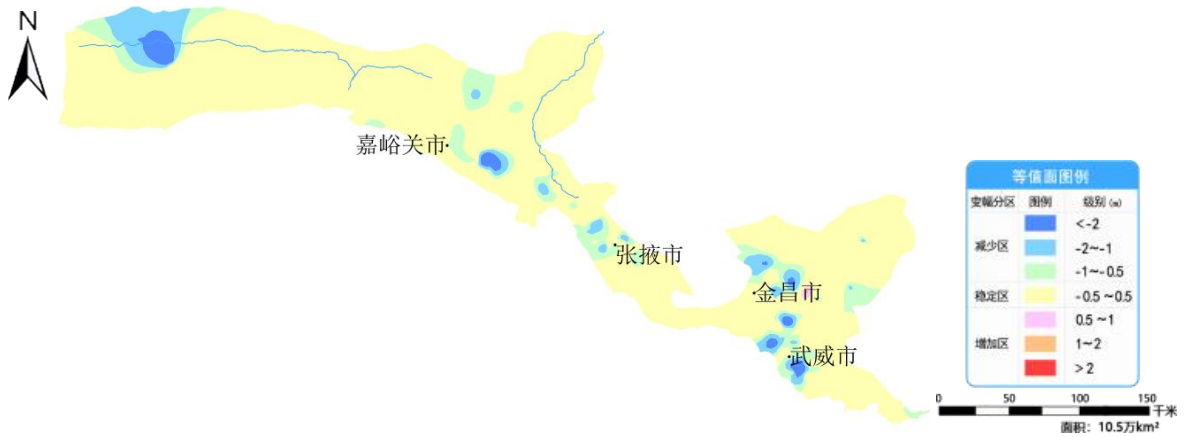 N
嘉峪关市
张掖市
金昌市
武威市
等值面图例
变幅分区 图例 级别 (m)
减少区
<-2
-2~-1
-1~-0.5
稳定区
-0.5~0.5
增加区
0.5~1
1~2
>2
0 50 100 150
千米
面积：10.5万km²